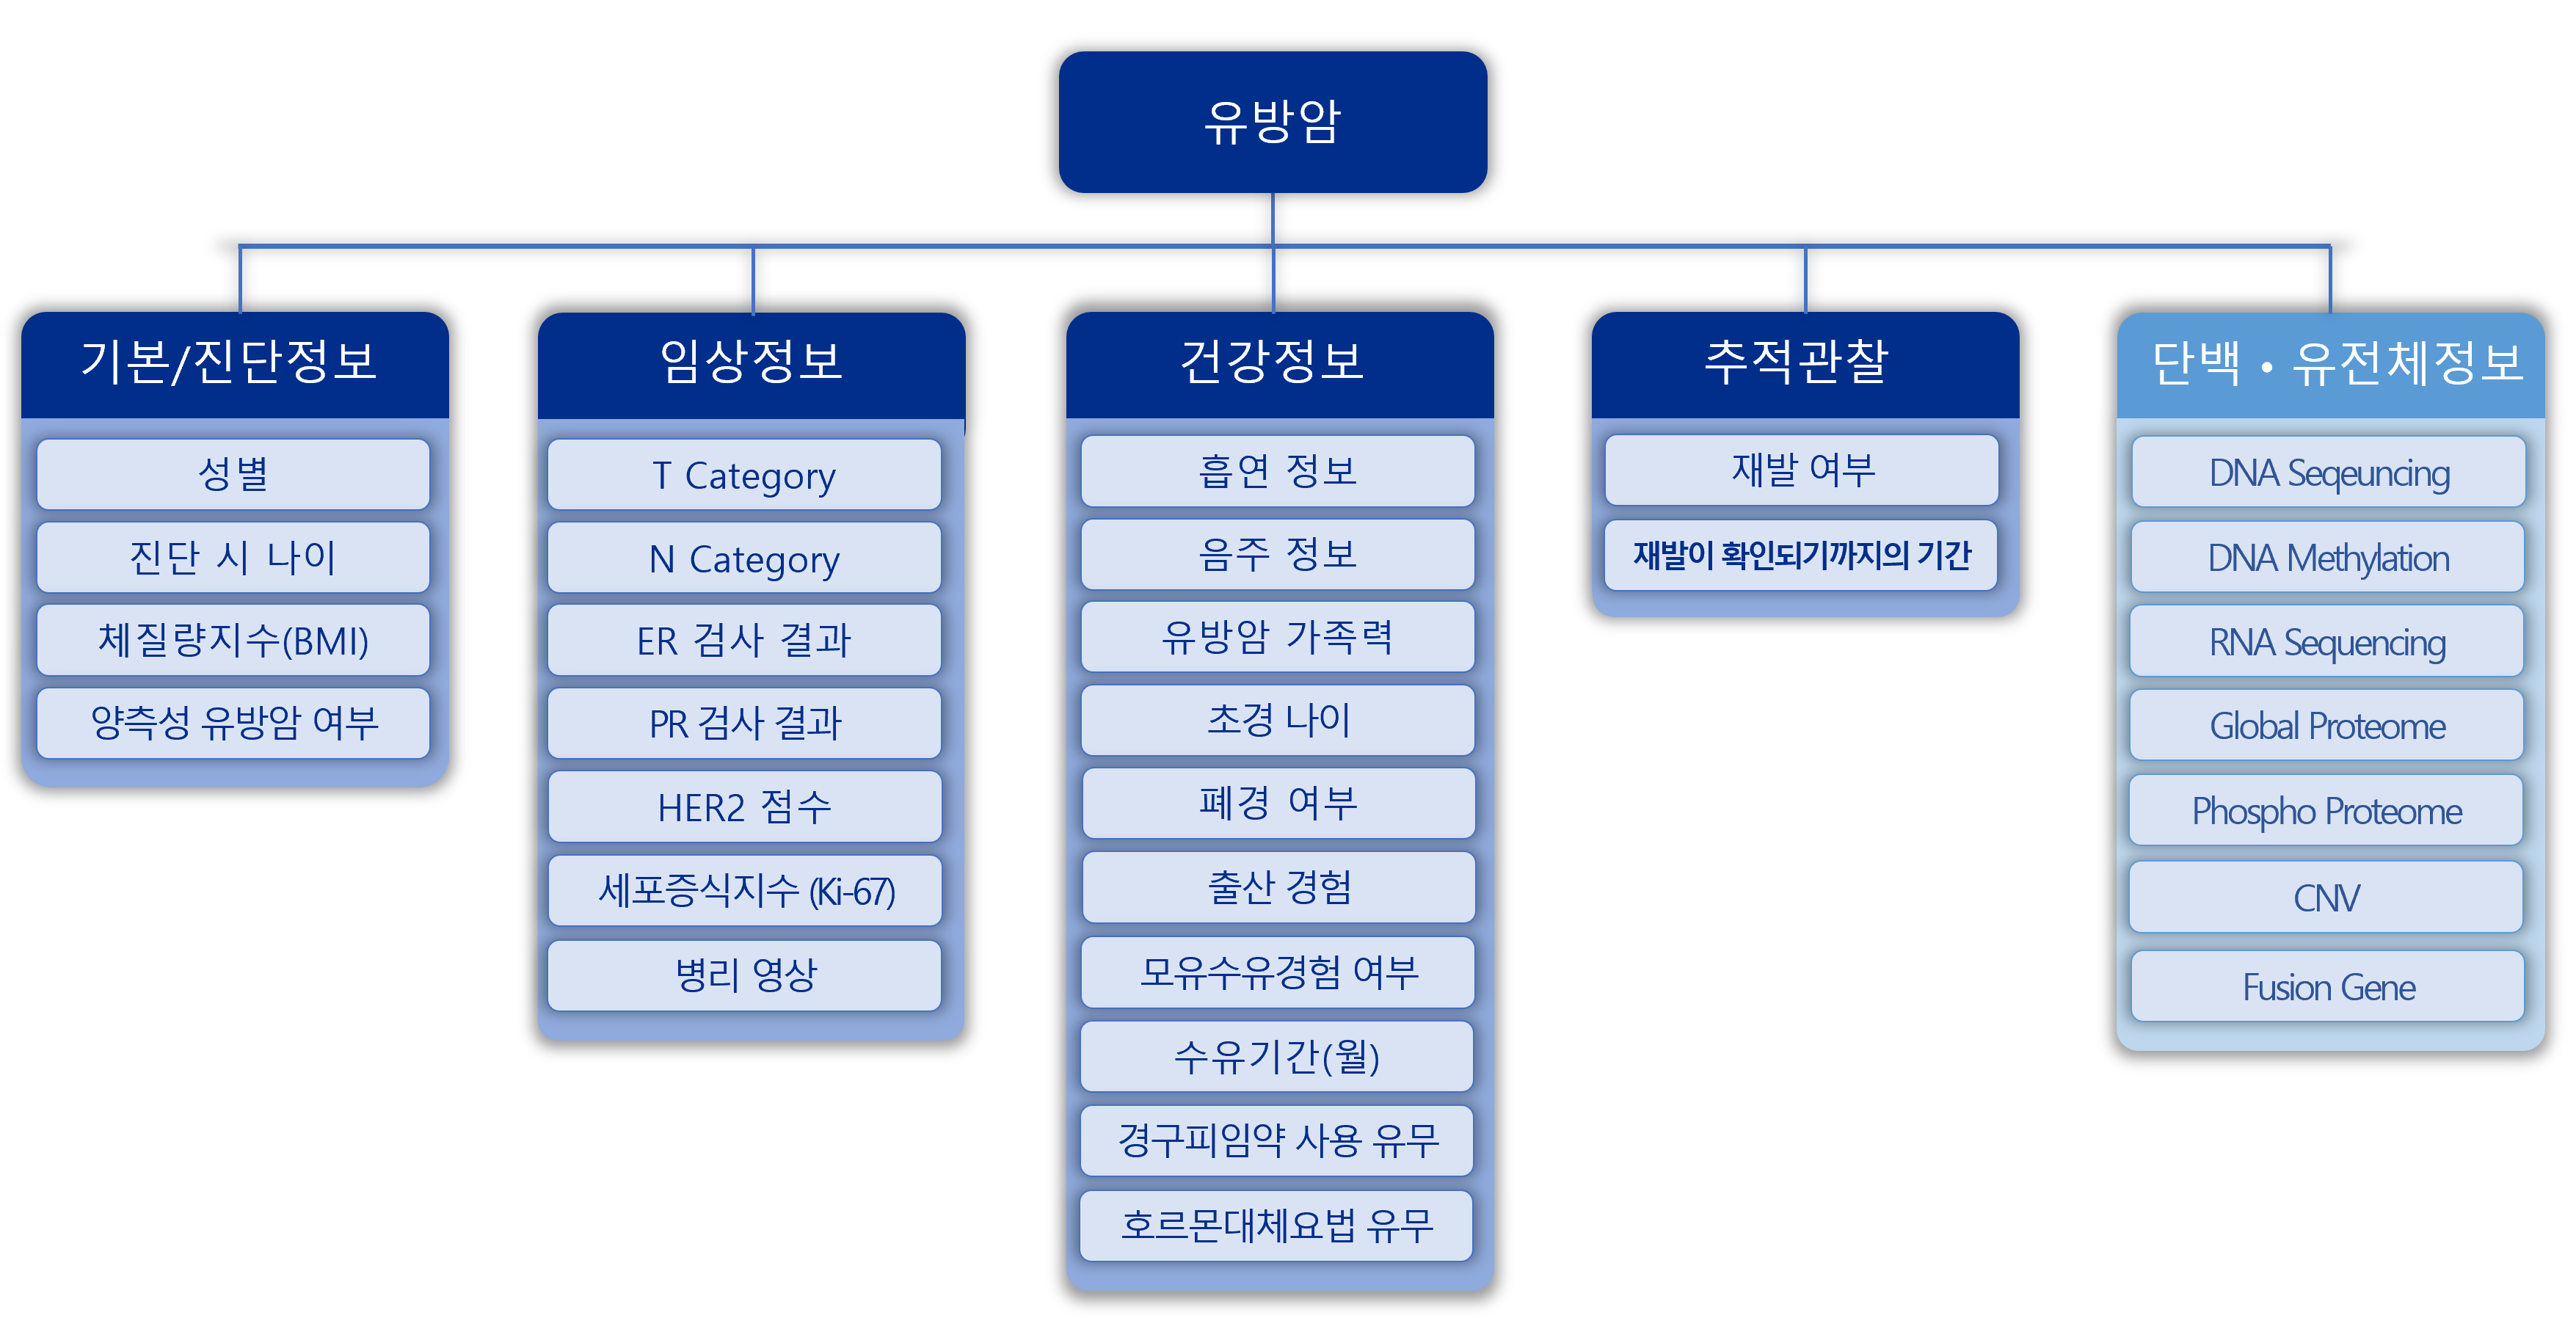 유방암
기본/진단정보
성별
진단 시 나이
체질량지수(BMI)
양측성 유방암 여부
임상정보
T Category
N Category
ER 검사 결과
PR 검사 결과
HER2 점수
세포증식지수 (Ki-67)
병리 영상
건강정보
흡연 정보
음주 정보
유방암 가족력
초경 나이
폐경 여부
출산 경험
모유수유경험 여부
수유기간(월)
경구피임약 사용 유무
호르몬대체요법 유무
추적관찰
재발 여부
재발이 확인되기까지의 기간
단백 • 유전체정보
DNA Seqeuncing
DNA Methylation
RNA Sequencing
Global Proteome
Phospho Proteome
CNV
Fusion Gene